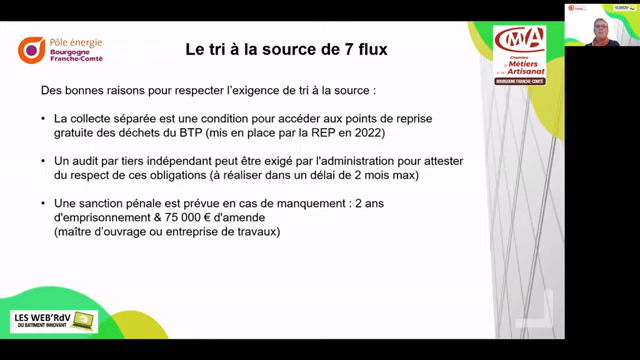 Pôle énergie
Bourgogne
Franche-Comté
Le tri à la source de 7 flux
CMA
Chambre
de Métiers
et de l'Artisanat
BOURGOGNE FRANCHE-COMTÉ
Des bonnes raisons pour respecter l'exigence de tri à la source :
• La collecte séparée est une condition pour accéder aux points de reprise
gratuite des déchets du BTP (mis en place par la REP en 2022)
• Un audit par tiers indépendant peut être exigé par l'administration pour attester
du respect de ces obligations (à réaliser dans un délai de 2 mois max)
• Une sanction pénale est prévue en cas de manquement : 2 ans
d'emprisonnement & 75 000 € d'amende
(maître d'ouvrage ou entreprise de travaux)
LES WEB'RdV
DU BATIMENT INNOVANT